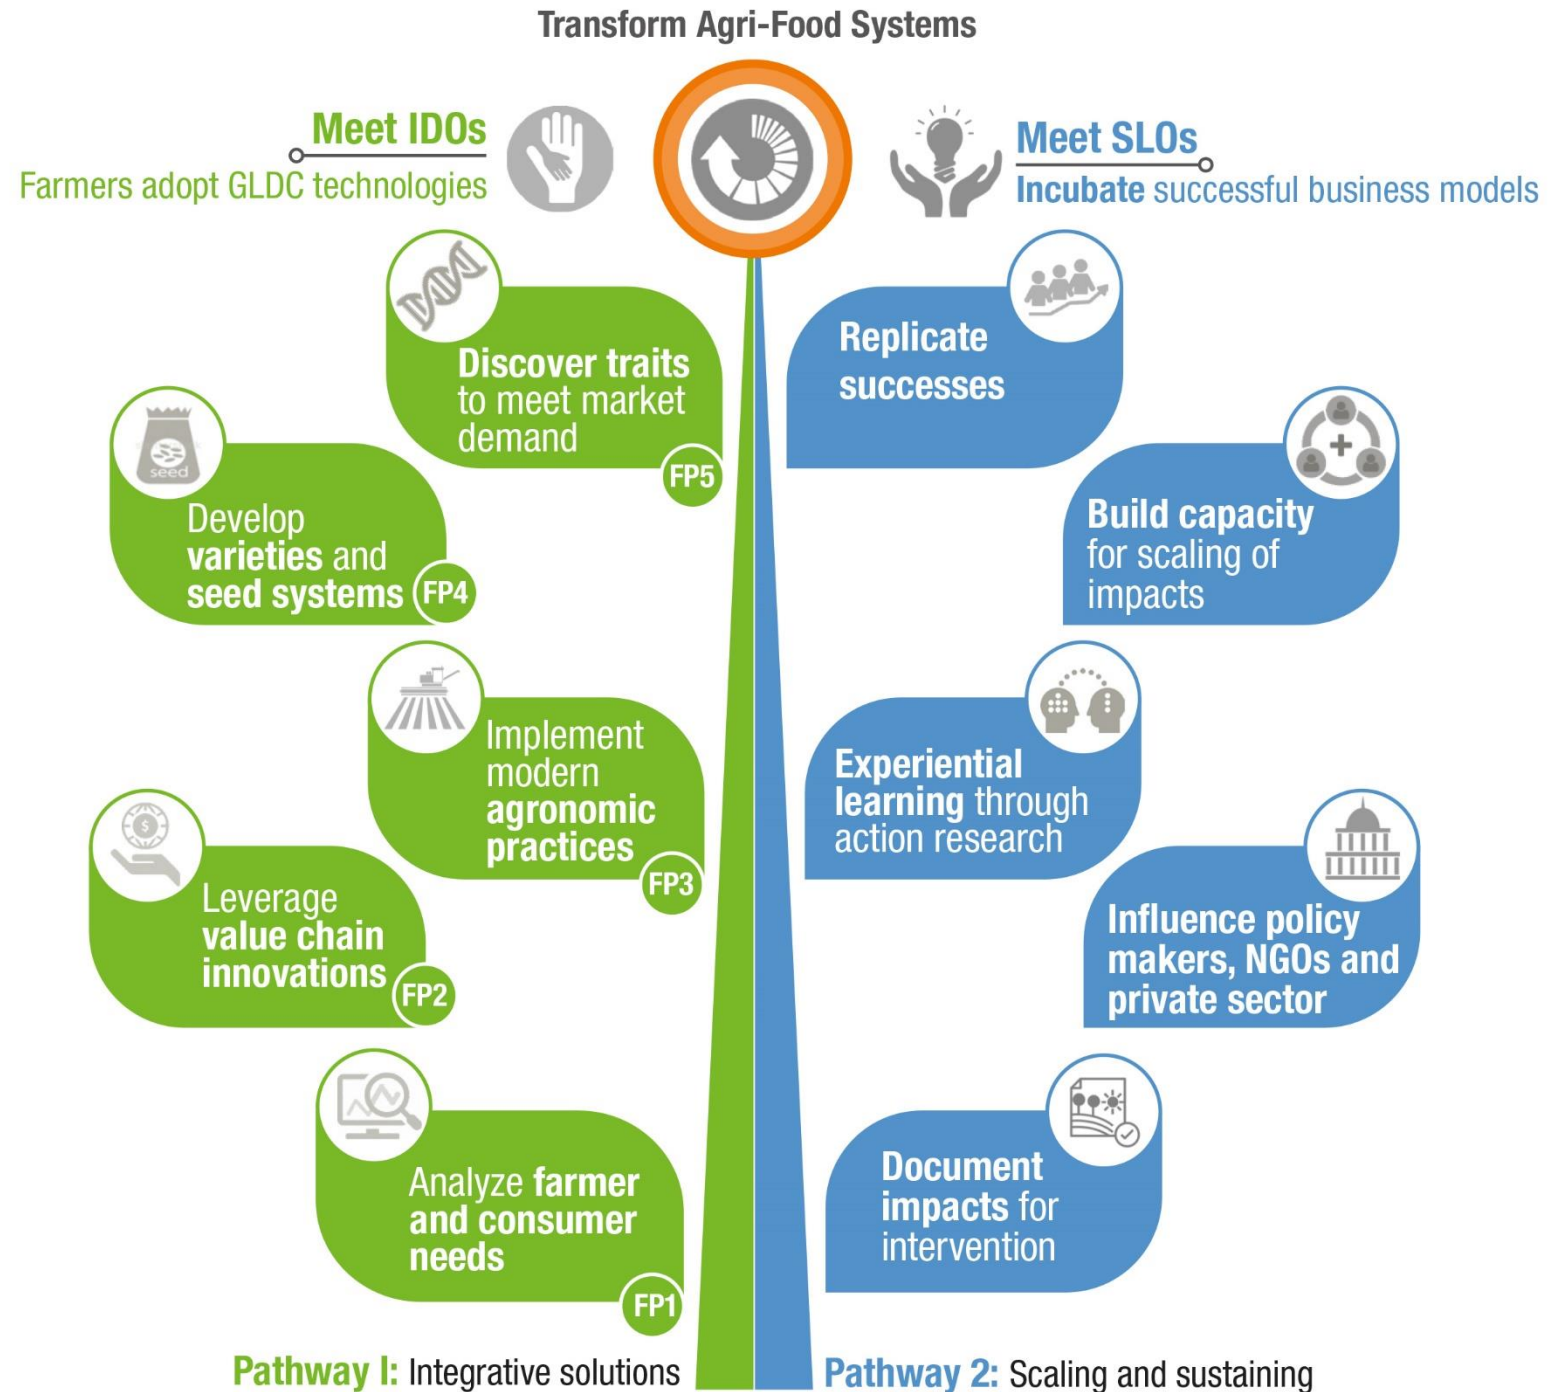 Transform Agri-Food Systems
Meet IDOs
Farmers adopt GLDC technologies
Meet SLOs
Incubate successful business models
Discover traits
to meet market
demand
FP5
Replicate
successes
seed
Develop
varieties and
seed systems
FP4
Build capacity
for scaling of
impacts
Implement
modern
agronomic
practices
FP3
Experiential
learning through
action research
$
Leverage
value chain
innovations
FP2
Influence policy
makers, NGOs and
private sector
Analyze farmer
and consumer
needs
FP1
Document
impacts for
intervention
Pathway I: Integrative solutions
Pathway 2: Scaling and sustaining